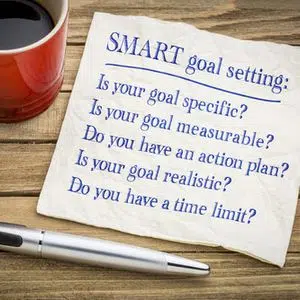 SMART goal setting:
Is your goal specific?
Is your goal measurable?
Do you have an action plan?
Is your goal realistic?
Do you have a time limit?